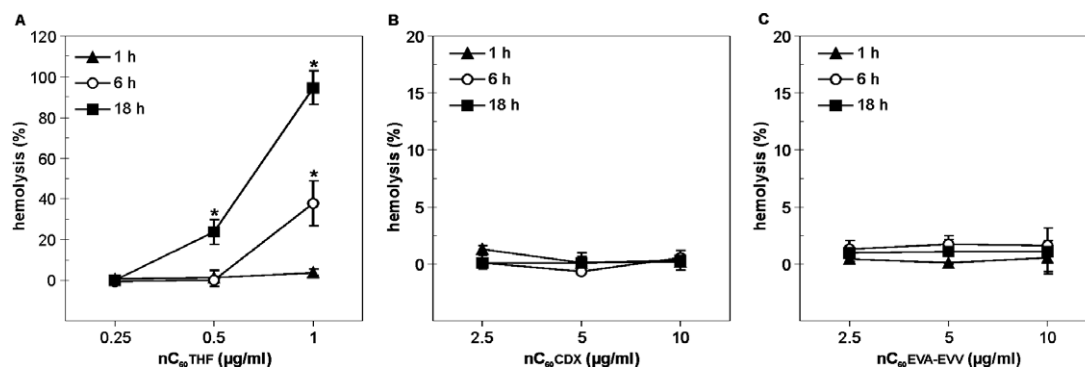 A
120
100
80
60
40
20
0
hemolysis (%)
1 h
6 h
18 h
*
*
*
0.25 0.5 1
nC₆₀THF (µg/ml)
B
20
15
10
5
0
hemolysis (%)
1 h
6 h
18 h
2.5 5 10
nC₆₀CDX (µg/ml)
C
20
15
10
5
0
hemolysis (%)
1 h
6 h
18 h
2.5 5 10
nC₆₀EVA-EVV (µg/ml)